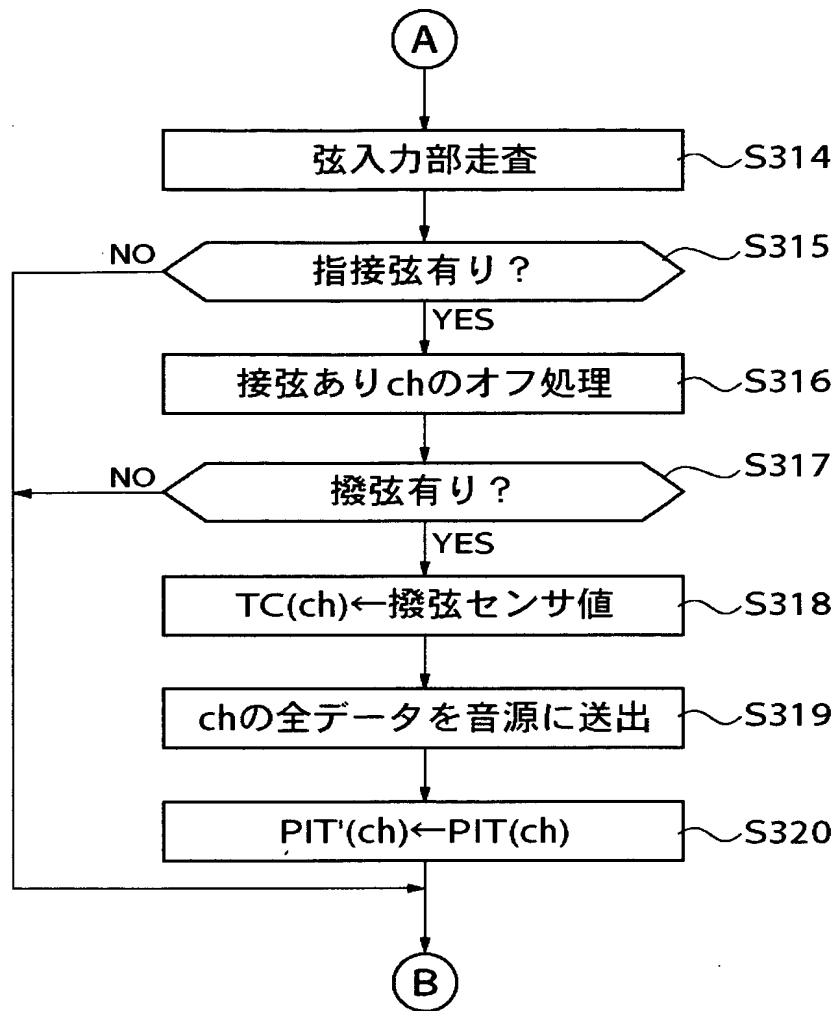 A
弦入力部走査
S314
NO
指接弦有り?
S315
YES
接弦ありchのオフ処理
S316
NO
撥弦有り?
S317
YES
TC(ch)←撥弦センサ値
S318
chの全データを音源に送出
S319
PIT'(ch)←PIT(ch)
S320
B